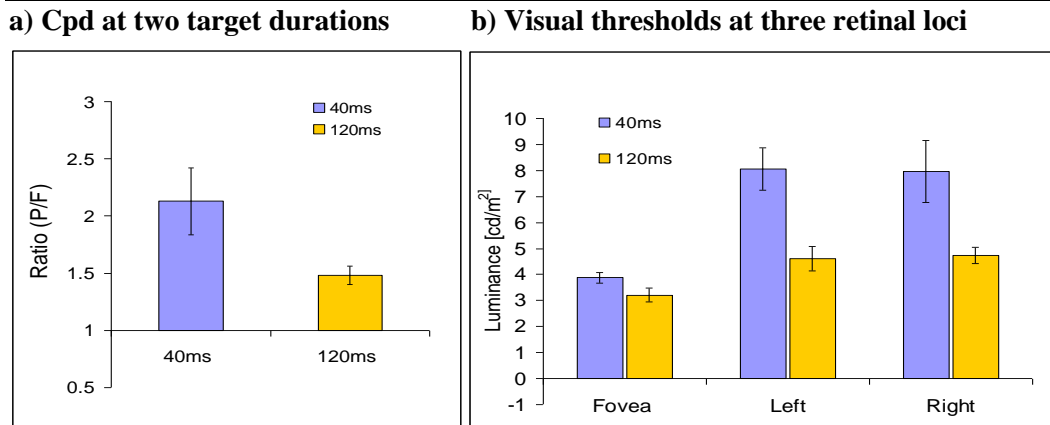 a) Cpd at two target durations
b) Visual thresholds at three retinal loci
3
2.5
2
1.5
1
0.5
Ratio (P/F)
40ms
120ms
40ms
120ms
10
9
8
7
6
5
4
3
2
1
0
-1
Luminance [cd/m²]
40ms
120ms
Fovea
Left
Right